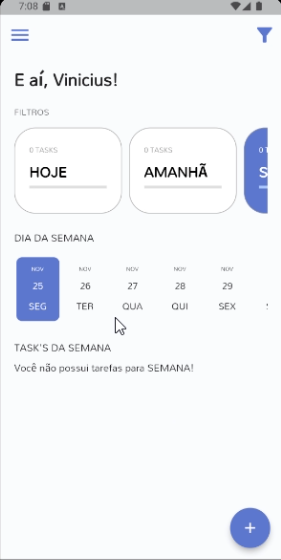 7:08
E aí, Vinicius!
FILTROS
0 TASKS
HOJE
0 TASKS
AMANHÃ
0 T
S
DIA DA SEMANA
NOV
25
SEG
NOV
26
TER
NOV
27
QUA
NOV
28
QUI
NOV
29
SEX
TASK'S DA SEMANA
Você não possui tarefas para SEMANA!
+